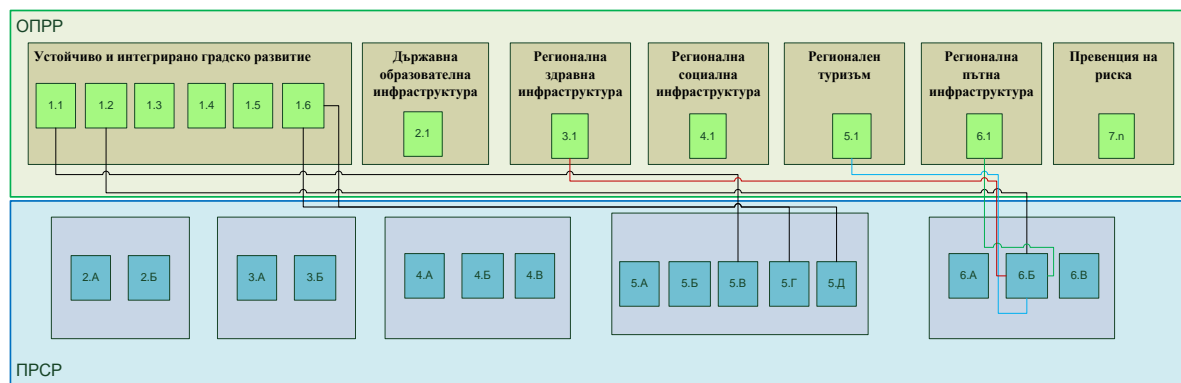 ОПРР
Устойчиво и интегрирано градско развитие
1.1
1.2
1.3
1.4
1.5
1.6
Държавна
образователна
инфраструктура
2.1
Регионална
здравна
инфраструктура
3.1
Регионална
социална
инфраструктура
4.1
Регионален
туризъм
5.1
Регионална
пътна
инфраструктура
6.1
Превенция на
риска
7.n
2.А
2.Б
3.А
3.Б
4.А
4.Б
4.В
5.А
5.Б
5.В
5.Г
5.Д
6.А
6.Б
6.В
ПРСР